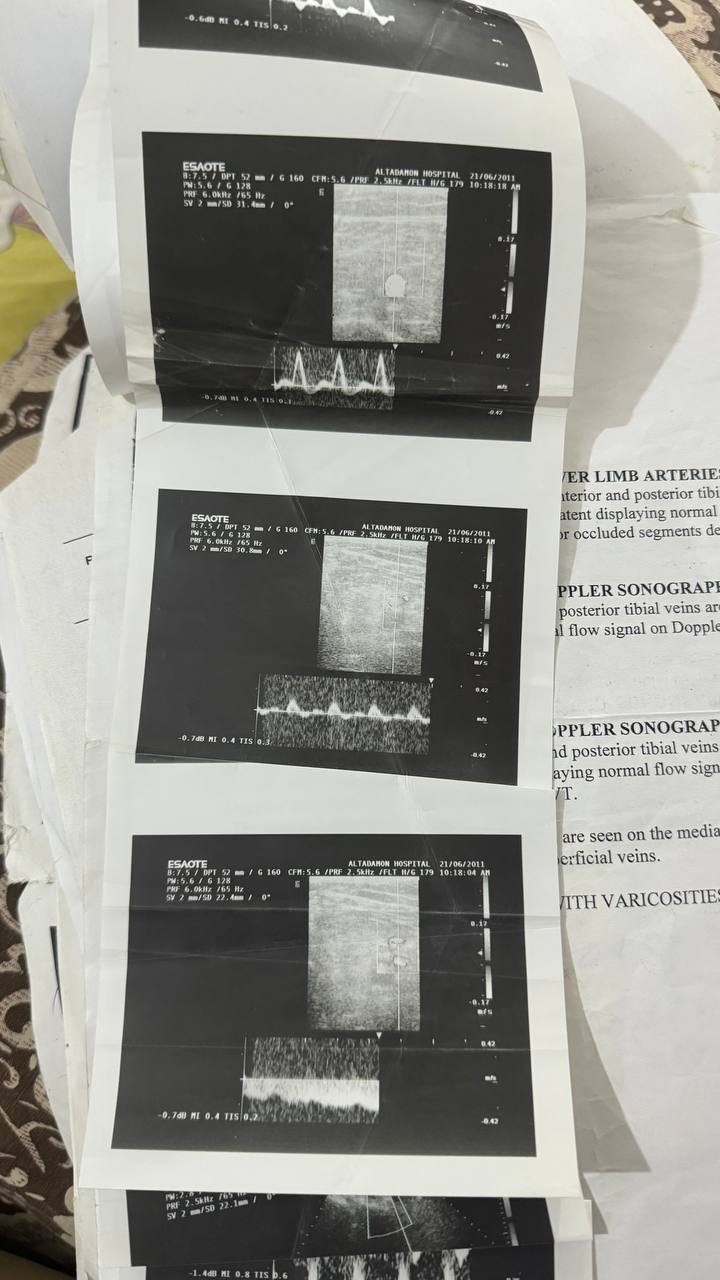 -0.6dB MI 0.4 TIS 0.2
-0.42
ESAOTE
ALTADAMON HOSPITAL 21/06/2011
B:7.5 / DPT 52 mm / G 160 CFM:5.6 /PRF 2.5kHz /FLT H/G 179 10:18:18 AM
PW:5.6 / G 128
PRF 6.0kHz /65 Hz
SV 2 mm/SD 31.4mm / 0°
0.17
-0.17
m/s
0.42
m/s
-0.7dB MI 0.4 TIS 0.
-0.42
ESAOTE
ALTADAMON HOSPITAL 21/06/2011
B:7.5 / DPT 52 mm / G 160 CFM:5.6 /PRF 2.5kHz /FLT H/G 179 10:18:10 AM
PW:5.6 / G 128
PRF 6.0kHz /65 Hz
SV 2 mm/SD 30.8mm / 0°
0.17
-0.17
m/s
0.42
m/s
-0.7dB MI 0.4 TIS 0.3
-0.42
ESAOTE
ALTADAMON HOSPITAL 21/06/2011
B:7.5 / DPT 52 mm / G 160 CFM:5.6 /PRF 2.5kHz /FLT H/G 179 10:18:04 AM
PW:5.6 / G 128
PRF 6.0kHz /65 Hz
SV 2 mm/SD 22.4mm / 0°
0.17
-0.17
m/s
0.42
m/s
-0.7dB MI 0.4 TIS 0.2
-0.42
PRF 2.5kHz /65
SV 2 mm/SD 22.1mm / 0°
-1.4dB MI 0.8 TIS 0.6
VER LIMB ARTERIES
nterior and posterior tibi
atent displaying normal
or occluded segments de
PPLER SONOGRAPH
posterior tibial veins are
al flow signal on Dopple
OPPLER SONOGRAP
nd posterior tibial veins
aying normal flow sign
VT.
are seen on the media
erficial veins.
WITH VARICOSITIES